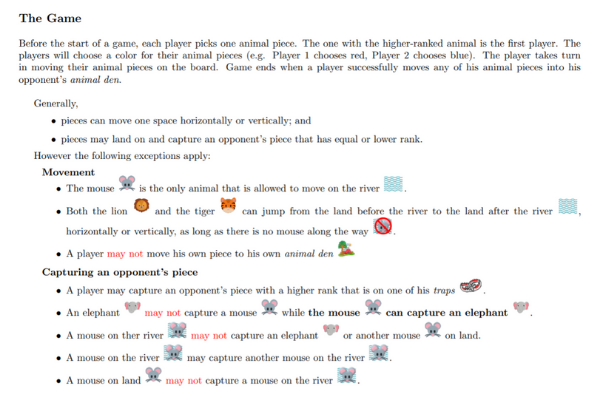 The Game
Before the start of a game, each player picks one animal piece. The one with the higher-ranked animal is the first player. The
players will choose a color for their animal pieces (e.g. Player 1 chooses red, Player 2 chooses blue). The player takes turn
in moving their animal pieces on the board. Game ends when a player successfully moves any of his animal pieces into his
opponent's animal den.
Generally,
• pieces can move one space horizontally or vertically; and
• pieces may land on and capture an opponent's piece that has equal or lower rank.
However the following exceptions apply:
Movement
• The mouse is the only animal that is allowed to move on the river .
• Both the lion and the tiger can jump from the land before the river to the land after the river ,
horizontally or vertically, as long as there is no mouse along the way .
• A player may not move his own piece to his own animal den
Capturing an opponent's piece
• A player may capture an opponent's piece with a higher rank that is on one of his traps .
• An elephant may not capture a mouse while the mouse can capture an elephant .
• A mouse on ther river may not capture an elephant or another mouse on land.
• A mouse on the river may capture another mouse on the river .
• A mouse on land may not capture a mouse on the river .